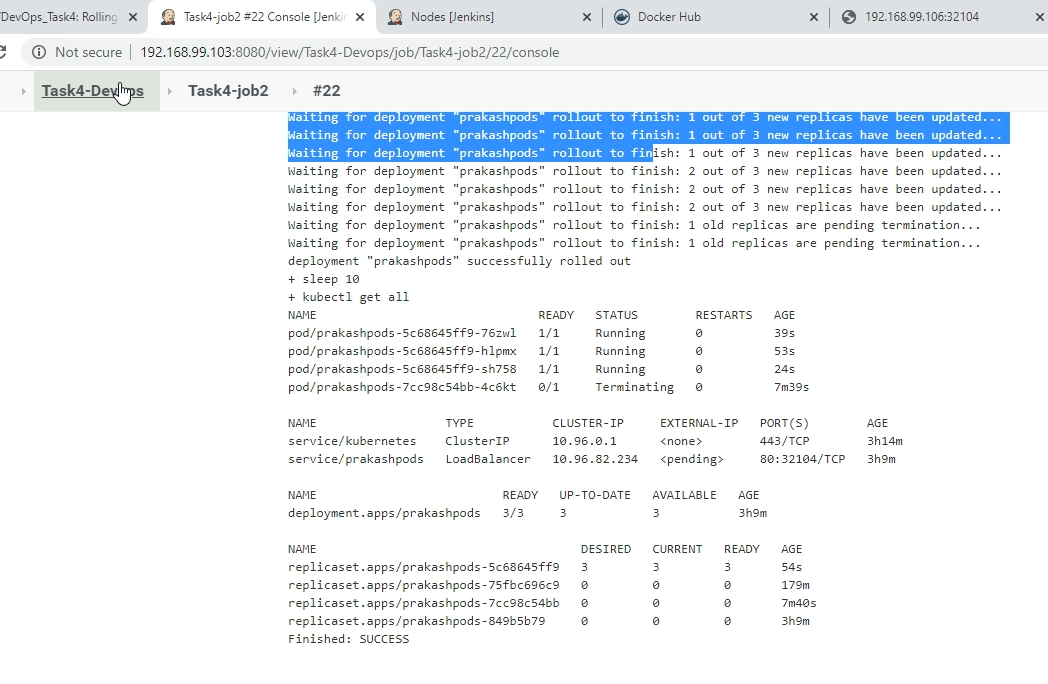 /DevOps_Task4: Rolling
Task4-job2 #22 Console [Jenkin
Nodes [Jenkins]
Docker Hub
192.168.99.106:32104
Not secure | 192.168.99.103:8080/view/Task4-Devops/job/Task4-job2/22/console
Task4-Devops Task4-job2 #22
Waiting for deployment "prakashpods" rollout to finish: 1 out of 3 new replicas have been updated...
Waiting for deployment "prakashpods" rollout to finish: 1 out of 3 new replicas have been updated...
Waiting for deployment "prakashpods" rollout to finish: 1 out of 3 new replicas have been updated...
Waiting for deployment "prakashpods" rollout to finish: 2 out of 3 new replicas have been updated...
Waiting for deployment "prakashpods" rollout to finish: 2 out of 3 new replicas have been updated...
Waiting for deployment "prakashpods" rollout to finish: 2 out of 3 new replicas have been updated...
Waiting for deployment "prakashpods" rollout to finish: 1 old replicas are pending termination...
Waiting for deployment "prakashpods" rollout to finish: 1 old replicas are pending termination...
deployment "prakashpods" successfully rolled out
+ sleep 10
+ kubectl get all
NAME READY STATUS RESTARTS AGE
pod/prakashpods-5c68645ff9-76zwl 1/1 Running 0 39s
pod/prakashpods-5c68645ff9-hlpmx 1/1 Running 0 53s
pod/prakashpods-5c68645ff9-sh758 1/1 Running 0 24s
pod/prakashpods-7cc98c54bb-4c6kt 0/1 Terminating 0 7m39s
NAME TYPE CLUSTER-IP EXTERNAL-IP PORT(S) AGE
service/kubernetes ClusterIP 10.96.0.1 <none> 443/TCP 3h14m
service/prakashpods LoadBalancer 10.96.82.234 <pending> 80:32104/TCP 3h9m
NAME READY UP-TO-DATE AVAILABLE AGE
deployment.apps/prakashpods 3/3 3 3 3h9m
NAME DESIRED CURRENT READY AGE
replicaset.apps/prakashpods-5c68645ff9 3 3 3 54s
replicaset.apps/prakashpods-75fbc696c9 0 0 0 179m
replicaset.apps/prakashpods-7cc98c54bb 0 0 0 7m40s
replicaset.apps/prakashpods-849b5b79 0 0 0 3h9m
Finished: SUCCESS